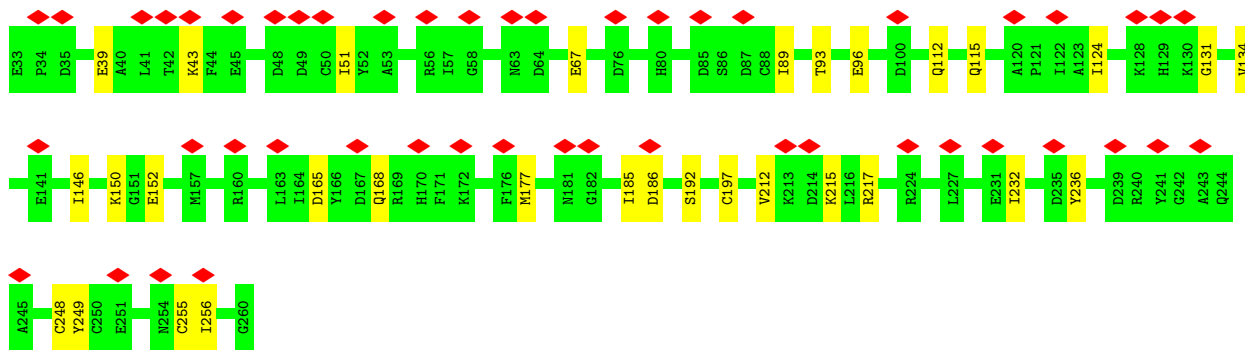 E33 P34 D35 E39 A40 L41 T42 K43 F44 E45 D48 D49 C50 I51 Y52 A53 R56 I57 G58 N63 D64 E67 D76 H80 D85 S86 D87 C88 I89 T93 E96 D100 Q112 Q115 A120 P121 I122 A123 I124 K128 H129 K130 G131 V134
E141 I146 K150 G151 E152 M157 R160 L163 I164 D165 Y166 D167 Q168 R169 H170 F171 K172 F176 M177 N181 G182 I185 D186 S192 C197 V212 K213 D214 K215 L216 R217 R224 L227 E231 I232 D235 Y236 D239 R240 Y241 G242 A243 Q244
A245 C248 Y249 C250 E251 N254 C255 I256 G260